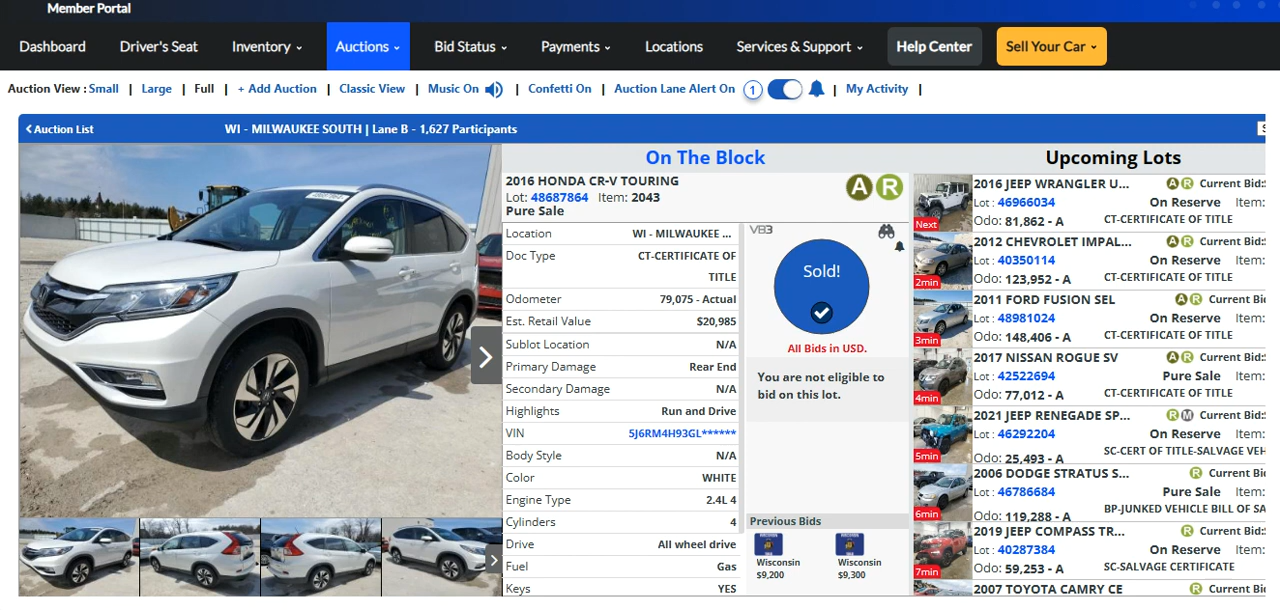 Member Portal
Dashboard Driver's Seat Inventory Auctions Bid Status Payments Locations Services & Support Help Center Sell Your Car
Auction View : Small | Large | Full | + Add Auction | Classic View | Music On | Confetti On | Auction Lane Alert On 1 | My Activity |
Auction List WI - MILWAUKEE SOUTH | Lane B - 1,627 Participants
On The Block
2016 HONDA CR-V TOURING
Lot: 48687864 Item: 2043
Pure Sale
A R
Location WI - MILWAUKEE ...
Doc Type CT-CERTIFICATE OF
TITLE
Odometer 79,075 - Actual
Est. Retail Value $20,985
Sublot Location N/A
Primary Damage Rear End
Secondary Damage N/A
Highlights Run and Drive
VIN 5J6RM4H93GL******
Body Style N/A
Color WHITE
Engine Type 2.4L 4
Cylinders 4
Drive All wheel drive
Fuel Gas
Keys YES
VB3
Sold!
All Bids in USD.
You are not eligible to
bid on this lot.
Previous Bids
Wisconsin Wisconsin
$9,200 $9,300
Upcoming Lots
2016 JEEP WRANGLER U... A R Current Bid:
Lot : 46966034 On Reserve Item:
Next Odo: 81,862 - A CT-CERTIFICATE OF TITLE
2012 CHEVROLET IMPAL... A R Current Bid:
Lot : 40350114 On Reserve Item:
2min Odo: 123,952 - A CT-CERTIFICATE OF TITLE
2011 FORD FUSION SEL A R Current Bi
Lot : 48981024 On Reserve Item:
3min Odo: 148,406 - A CT-CERTIFICATE OF TITLE
2017 NISSAN ROGUE SV A R Current Bid:
Lot : 42522694 Pure Sale Item:
4min Odo: 77,012 - A CT-CERTIFICATE OF TITLE
2021 JEEP RENEGADE SP... R M Current Bid:
Lot : 46292204 On Reserve Item:
5min Odo: 25,493 - A SC-CERT OF TITLE-SALVAGE VEH
2006 DODGE STRATUS S... R Current Bi
Lot : 46786684 Pure Sale Item:
6min Odo: 119,288 - A BP-JUNKED VEHICLE BILL OF SA
2019 JEEP COMPASS TR... R Current Bid:
Lot : 40287384 On Reserve Item:
7min Odo: 59,253 - A SC-SALVAGE CERTIFICATE
2007 TOYOTA CAMRY CE R Current Bi